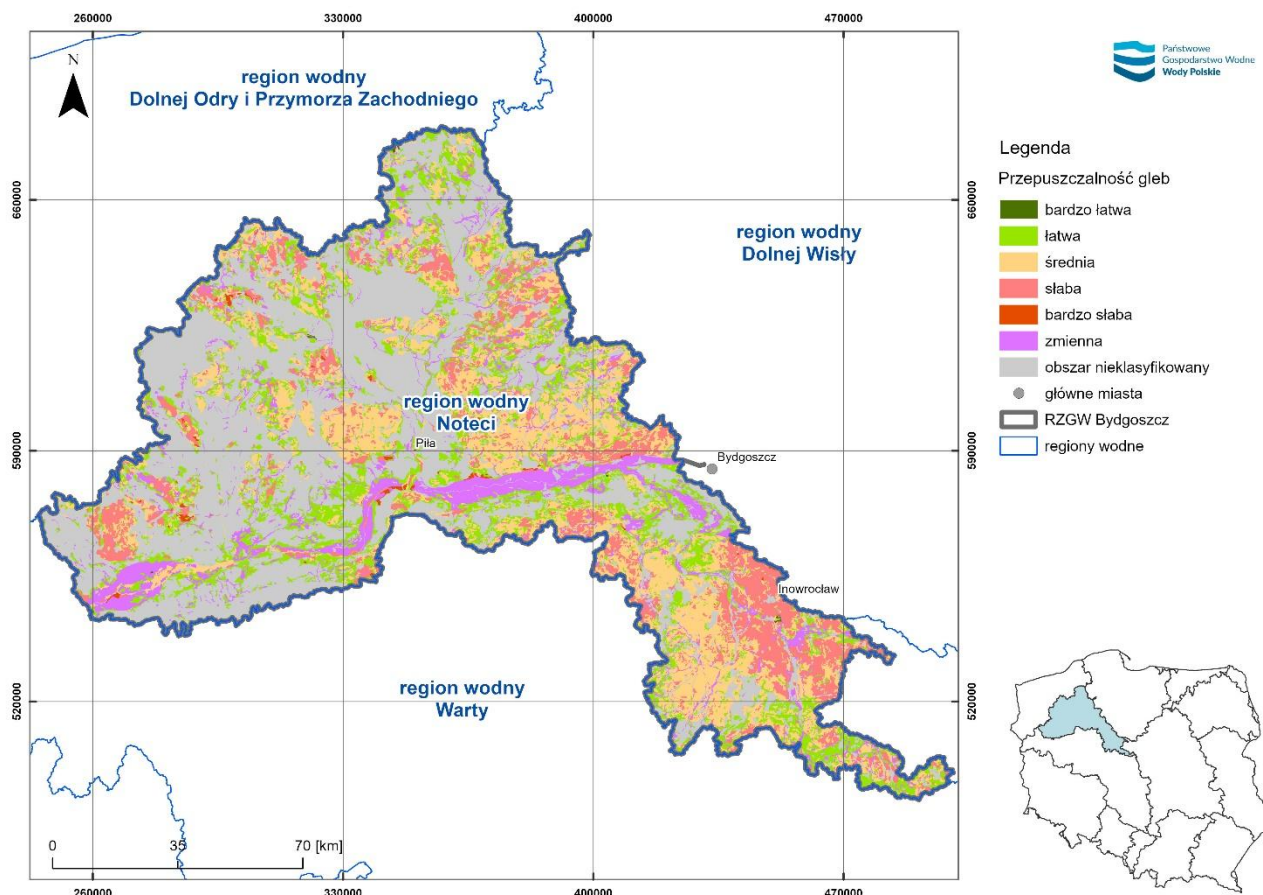 260000
330000
400000
470000
N
region wodny
Dolnej Odry i Przymorza Zachodniego
660000
660000
region wodny
Dolnej Wisły
region wodny
Noteci
Piła
590000
590000
Bydgoszcz
Inowrocław
region wodny
Warty
520000
520000
0 35 70 [km]
260000
330000
400000
470000
Państwowe
Gospodarstwo Wodne
Wody Polskie
Legenda
Przepuszczalność gleb
bardzo łatwa
łatwa
średnia
słaba
bardzo słaba
zmienna
obszar nieklasyfikowany
główne miasta
RZGW Bydgoszcz
regiony wodne